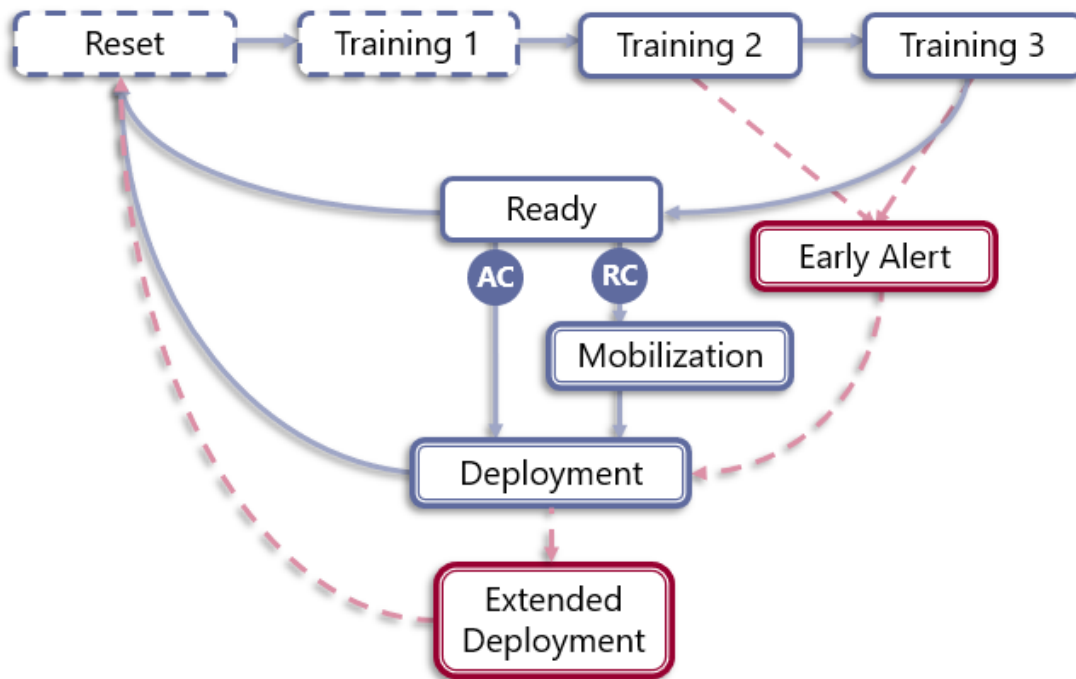 Reset
Training 1
Training 2
Training 3
Ready
Early Alert
AC
RC
Mobilization
Deployment
Extended
Deployment